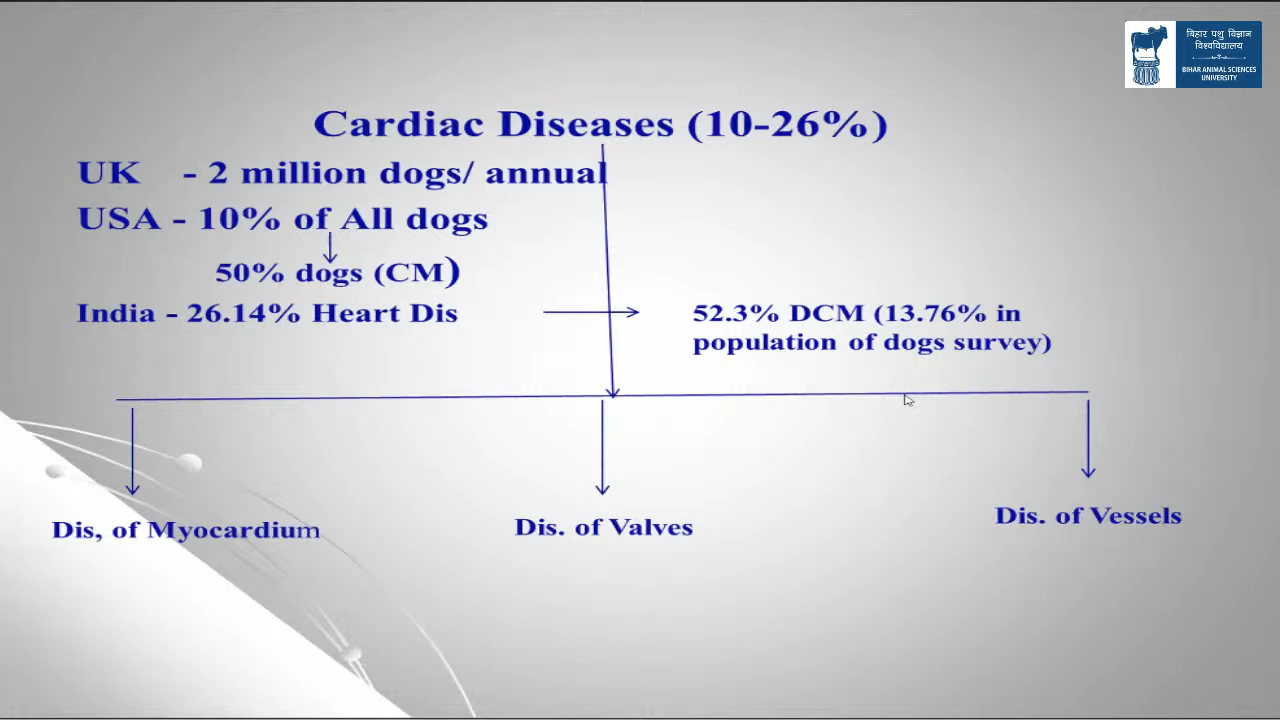 बिहार पशु विज्ञान
विश्वविद्यालय
BIHAR ANIMAL SCIENCES
UNIVERSITY
Cardiac Diseases (10-26%)
UK - 2 million dogs/ annual
USA - 10% of All dogs
50% dogs (CM)
India - 26.14% Heart Dis
52.3% DCM (13.76% in
population of dogs survey)
Dis, of Myocardium
Dis. of Valves
Dis. of Vessels